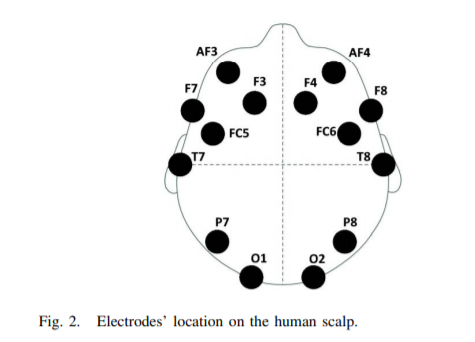 AF3 AF4
F7 F3 F4 F8
FC5 FC6
T7 T8
P7 P8
O1 O2
Fig. 2. Electrodes' location on the human scalp.